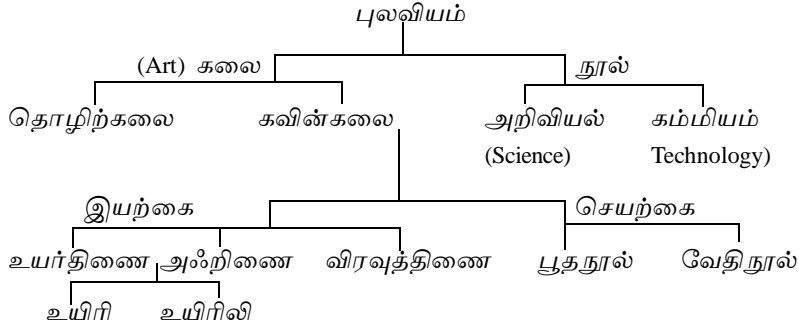 புலவியம்
(Art) கலை நூல்
தொழிற்கலை கவின்கலை அறிவியல் கம்மியம்
(Science) Technology)
இயற்கை செயற்கை
உயர்திணை அஃறிணை விரவுத்திணை பூதநூல் வேதிநூல்
உயிரி உயிரிலி